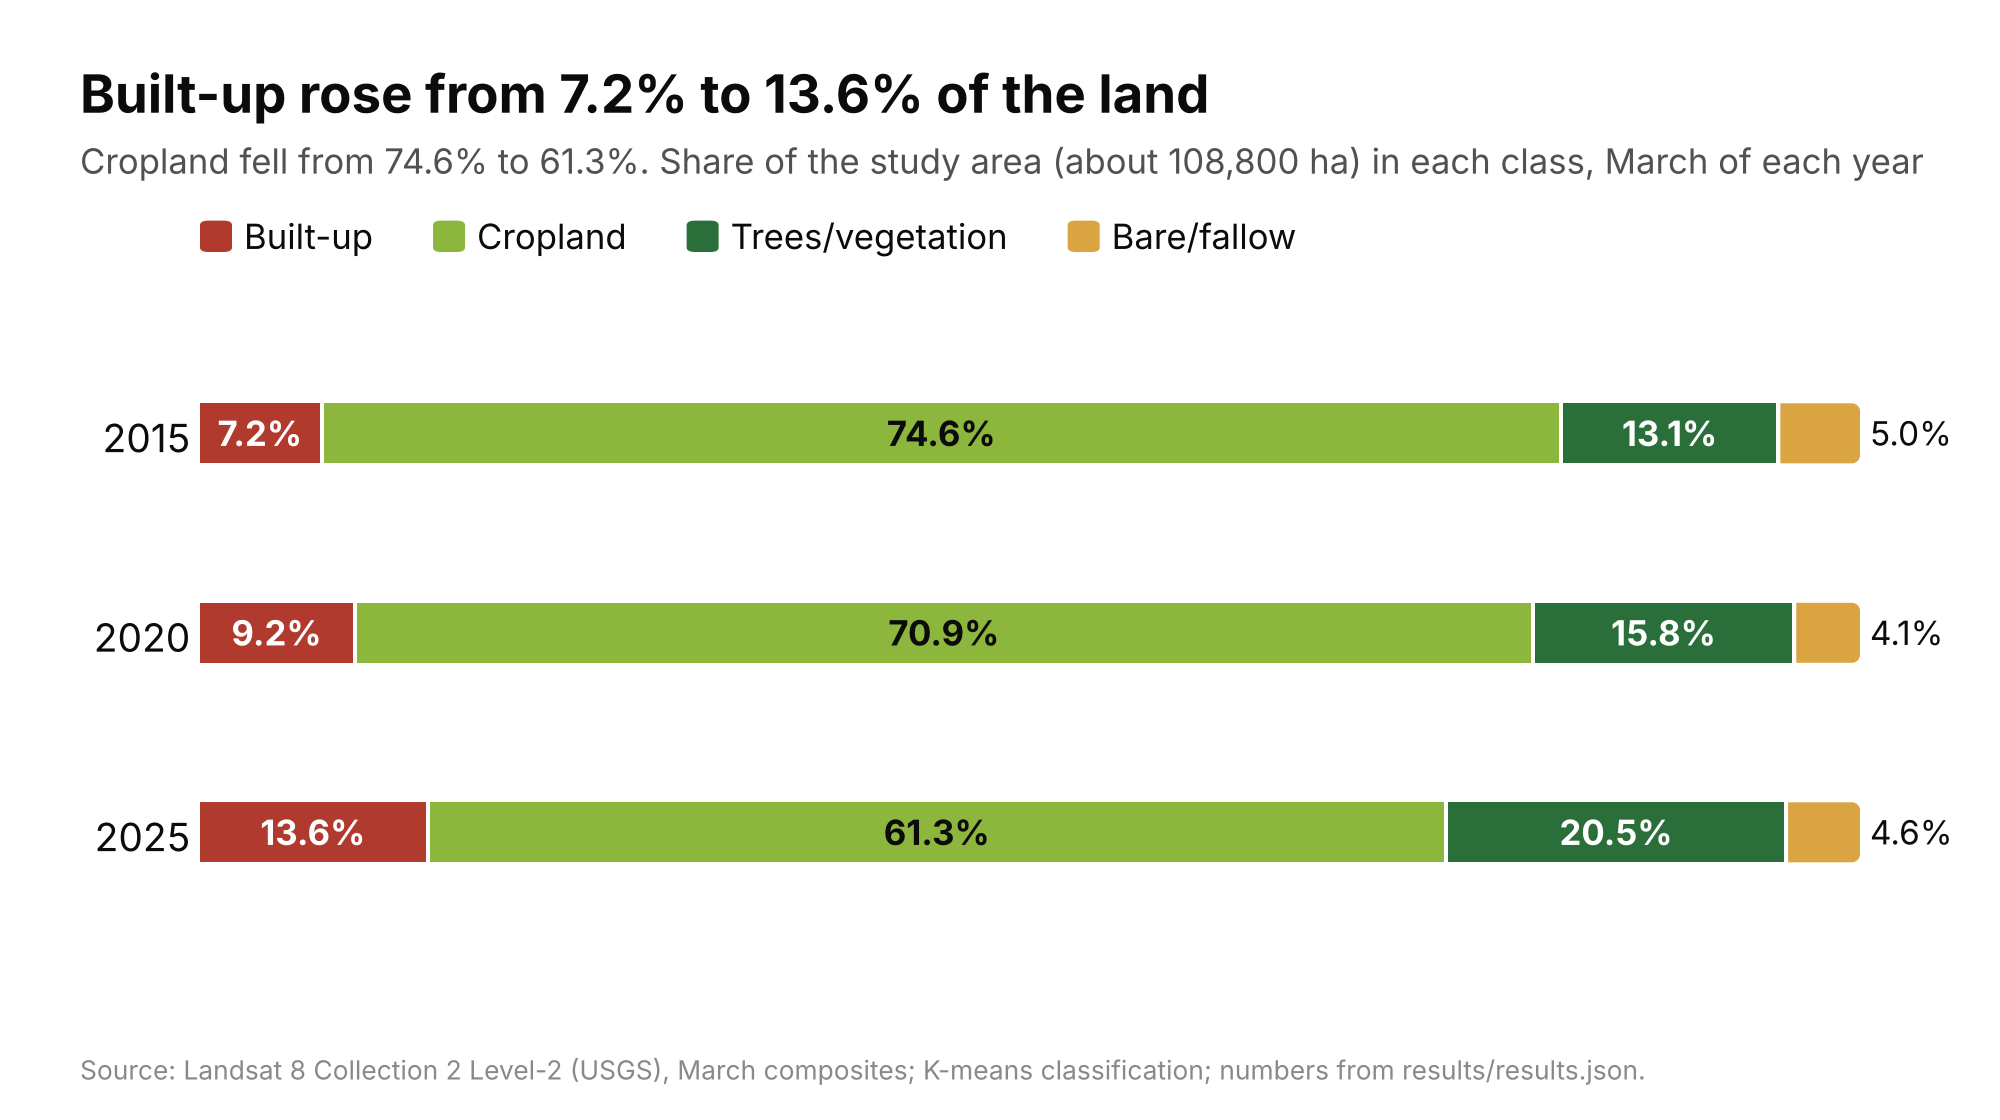 Built-up rose from 7.2% to 13.6% of the land
Cropland fell from 74.6% to 61.3%. Share of the study area (about 108,800 ha) in each class, March of each year
Built-up Cropland Trees/vegetation Bare/fallow
2015 7.2% 74.6% 13.1% 5.0%
2020 9.2% 70.9% 15.8% 4.1%
2025 13.6% 61.3% 20.5% 4.6%
Source: Landsat 8 Collection 2 Level-2 (USGS), March composites; K-means classification; numbers from results/results.json.